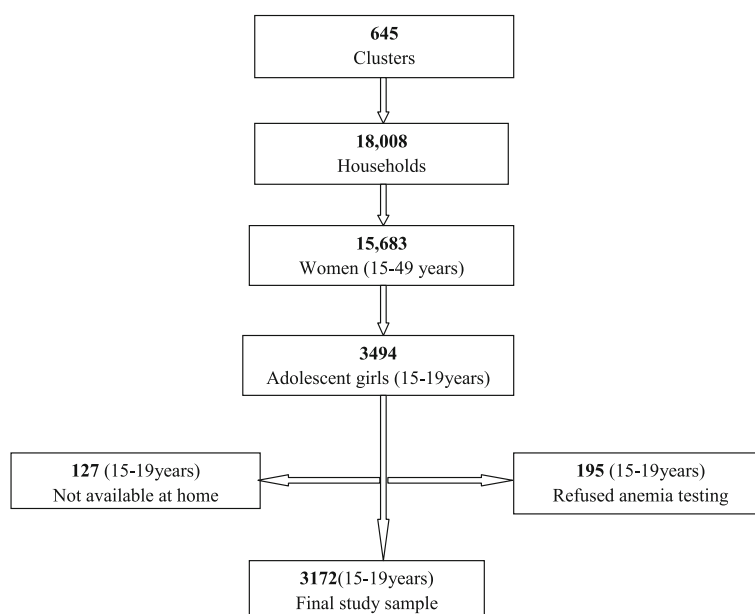 645
Clusters
18,008
Households
15,683
Women (15-49 years)
3494
Adolescent girls (15-19years)
127 (15-19years)
Not available at home
195 (15-19years)
Refused anemia testing
3172(15-19years)
Final study sample